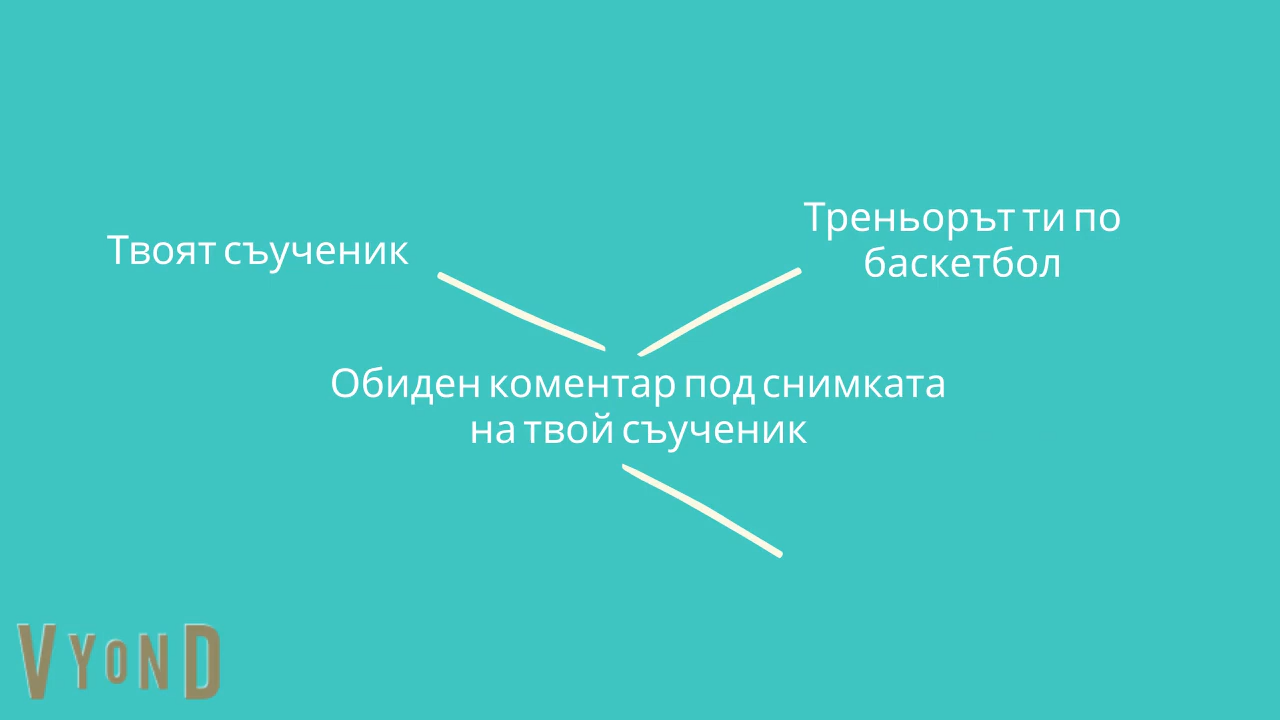 Твоят съученик
Треньорът ти по
баскетбол
Обиден коментар под снимката
на твой съученик
VYOND